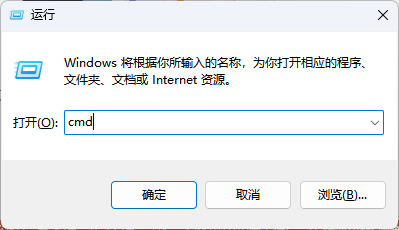 运行
Windows 将根据你所输入的名称，为你打开相应的程序、
文件夹、文档或 Internet 资源。
打开(O): cmd
确定 取消 浏览(B)...